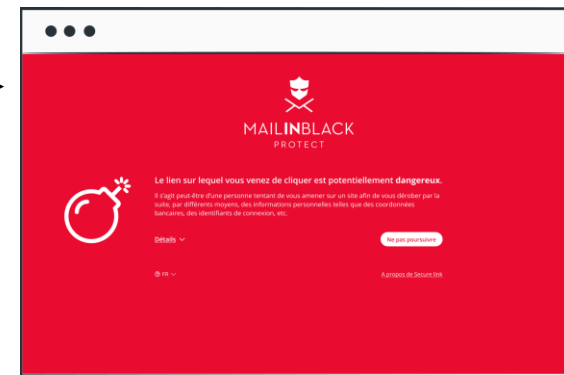 MAILINBLACK
PROTECT
Le lien sur lequel vous venez de cliquer est potentiellement dangereux.
Il s'agit peut-être d'une personne tentant de vous amener sur un site afin de vous dérober par la
suite, par différents moyens, des informations personnelles telles que des coordonnées
bancaires, des identifiants de connexion, etc.
Détails
Ne pas poursuivre
FR
A propos de Secure link